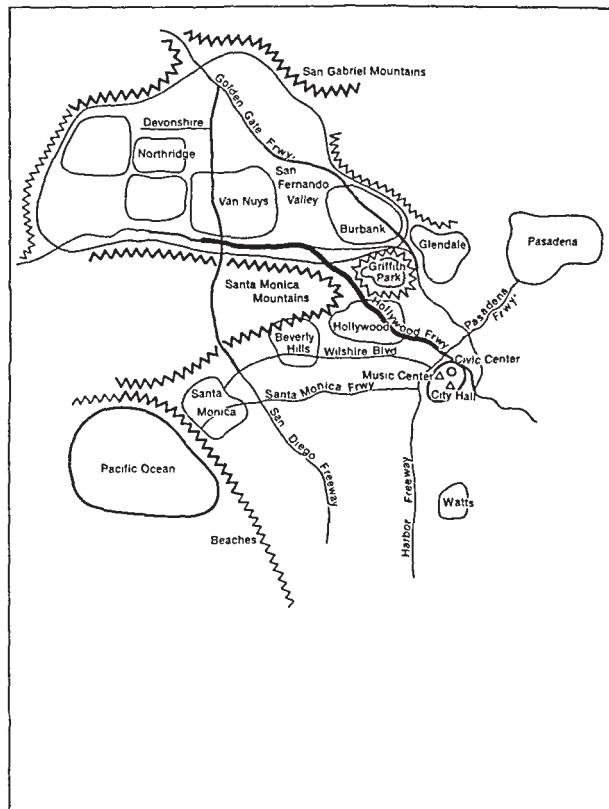 San Gabriel Mountains
Golden Gate Frwy.
Devonshire
Northridge
San
Fernando
Valley
Van Nuys
Burbank
Glendale
Pasadena
Griffith
Park
Santa Monica
Mountains
Hollywood Frwy
Pasadena
Frwy.
Hollywood
Beverly
Hills
Wilshire Blvd
Civic Center
Music Center
City Hall
Santa
Monica
Santa Monica Frwy
San Diego Freeway
Pacific Ocean
Harbor Freeway
Watts
Beaches